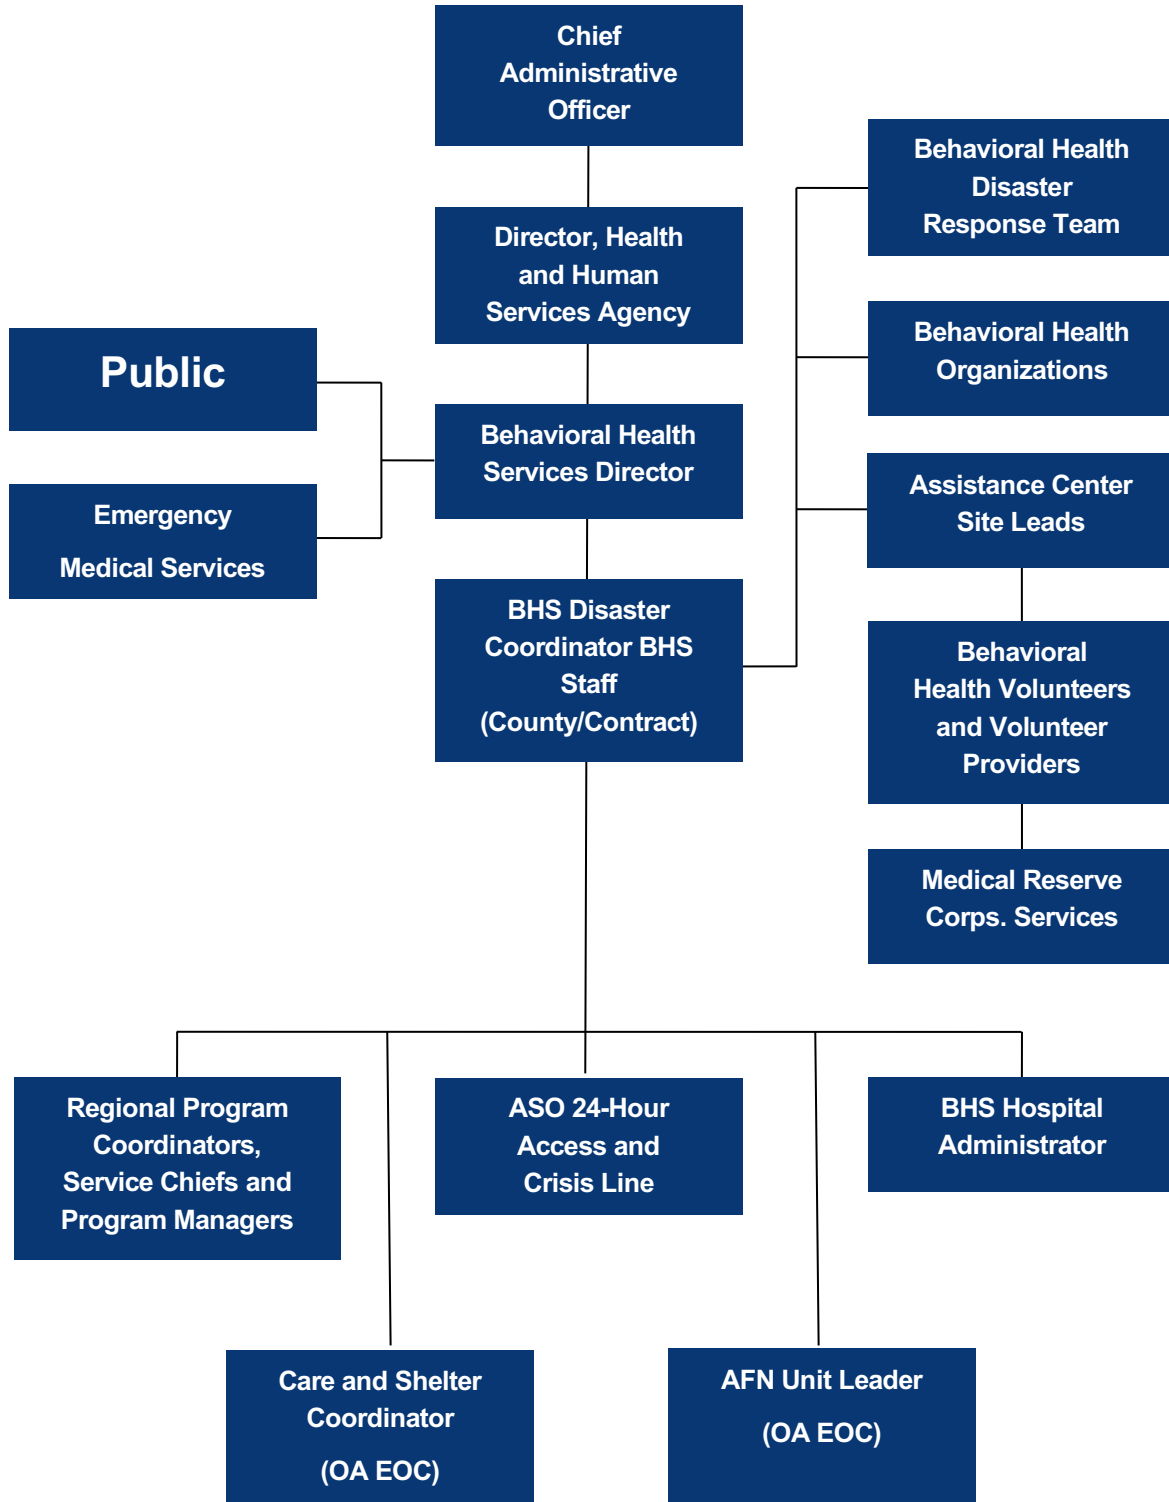 Chief
Administrative
Officer
Director, Health
and Human
Services Agency
Public
Emergency
Medical Services
Behavioral Health
Services Director
BHS Disaster
Coordinator BHS
Staff
(County/Contract)
Behavioral Health
Disaster
Response Team
Behavioral Health
Organizations
Assistance Center
Site Leads
Behavioral
Health Volunteers
and Volunteer
Providers
Medical Reserve
Corps. Services
Regional Program
Coordinators,
Service Chiefs and
Program Managers
ASO 24-Hour
Access and
Crisis Line
BHS Hospital
Administrator
Care and Shelter
Coordinator
(OA EOC)
AFN Unit Leader
(OA EOC)